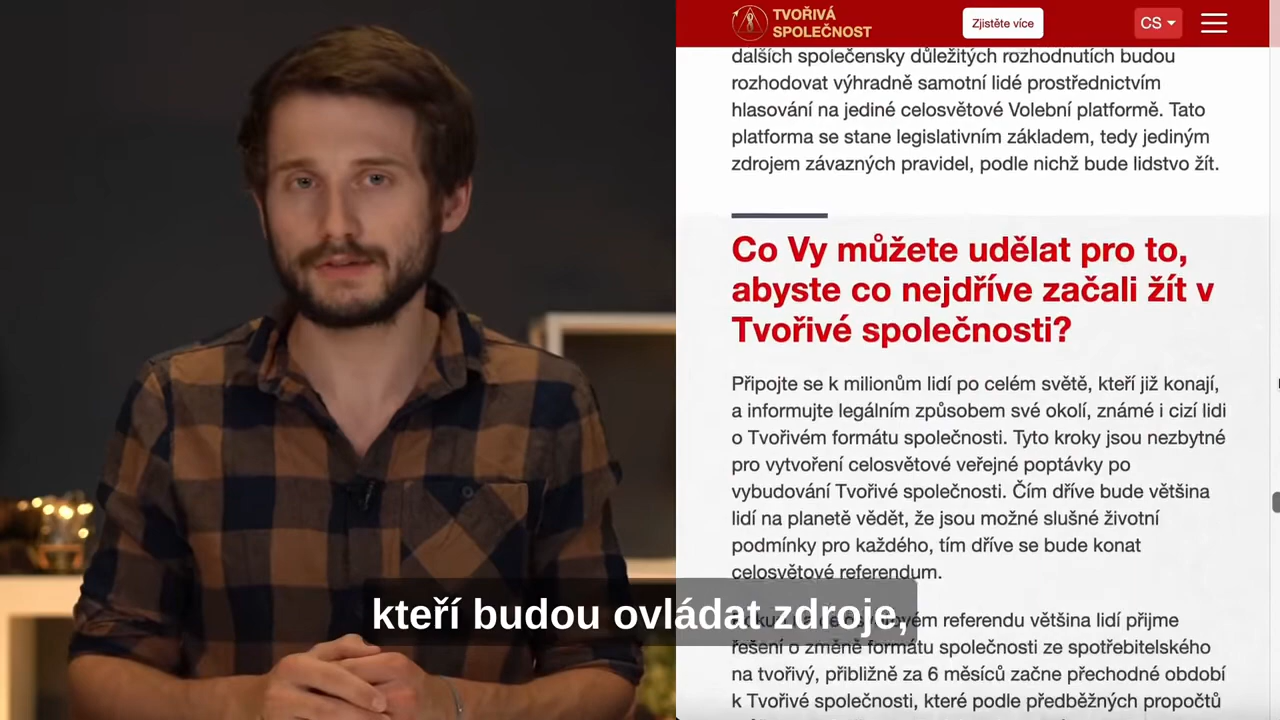 TVOŘIVÁ
SPOLEČNOST
Zjistěte více
CS
dalších společensky důležitých rozhodnutích budou
rozhodovat výhradně samotní lidé prostřednictvím
hlasování na jediné celosvětové Volební platformě. Tato
platforma se stane legislativním základem, tedy jediným
zdrojem závazných pravidel, podle nichž bude lidstvo žít.
Co Vy můžete udělat pro to,
abyste co nejdříve začali žít v
Tvořivé společnosti?
Připojte se k milionům lidí po celém světě, kteří již konají,
a informujte legálním způsobem své okolí, známé i cizí lidi
o Tvořivém formátu společnosti. Tyto kroky jsou nezbytné
pro vytvoření celosvětové veřejné poptávky po
vybudování Tvořivé společnosti. Čím dříve bude většina
lidí na planetě vědět, že jsou možné slušné životní
podmínky pro každého, tím dříve se bude konat
celosvětové referendum.
kteří budou ovládat zdroje,
referendu většina lidí přijme
řešení o změně formátu společnosti ze spotřebitelského
na tvořivý, přibližně za 6 měsíců začne přechodné období
k Tvořivé společnosti, které podle předběžných propočtů